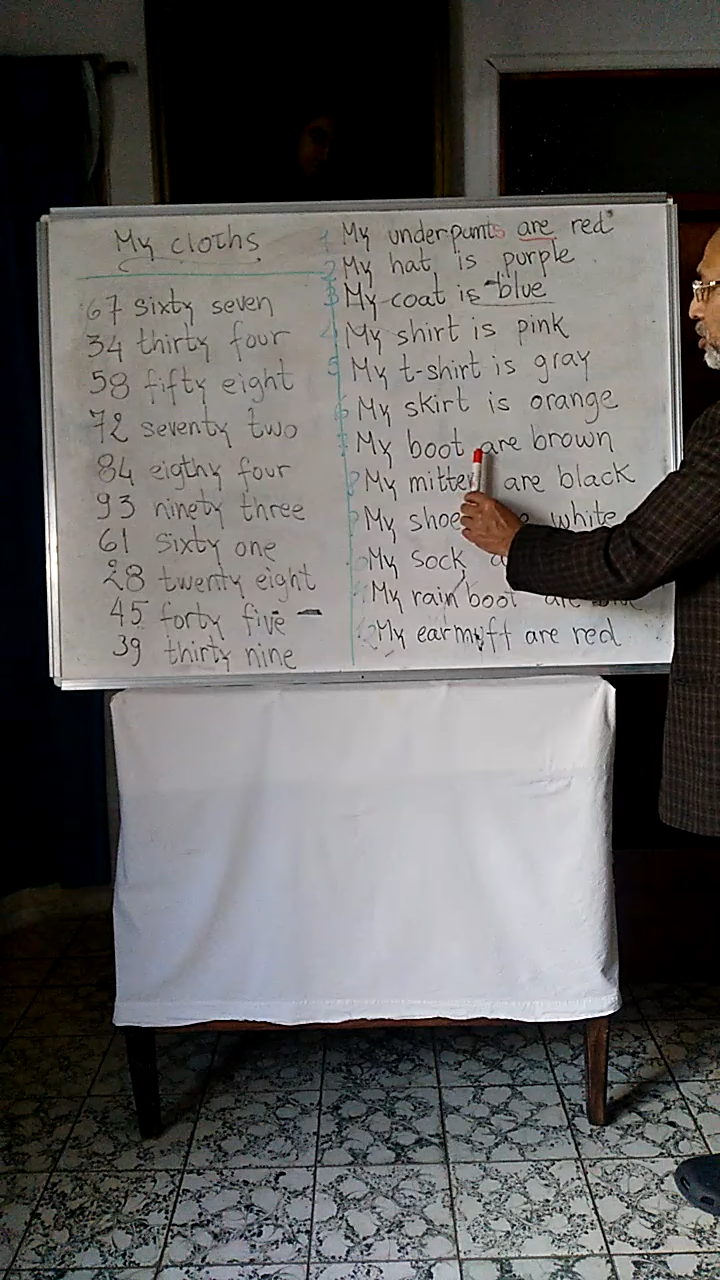 My cloths
67 sixty seven
34 thirty four
58 fifty eight
72 seventy two
84 eigthy four
93 ninety three
61 sixty one
28 twenty eight
45 forty five
39 thirty nine
1 My underpants are red
2 My hat is purple
3 My coat is blue
4 My shirt is pink
5 My t-shirt is gray
6 My skirt is orange
7 My boot are brown
My are black
My white
My sock
My rain boot are
My earmuff are red